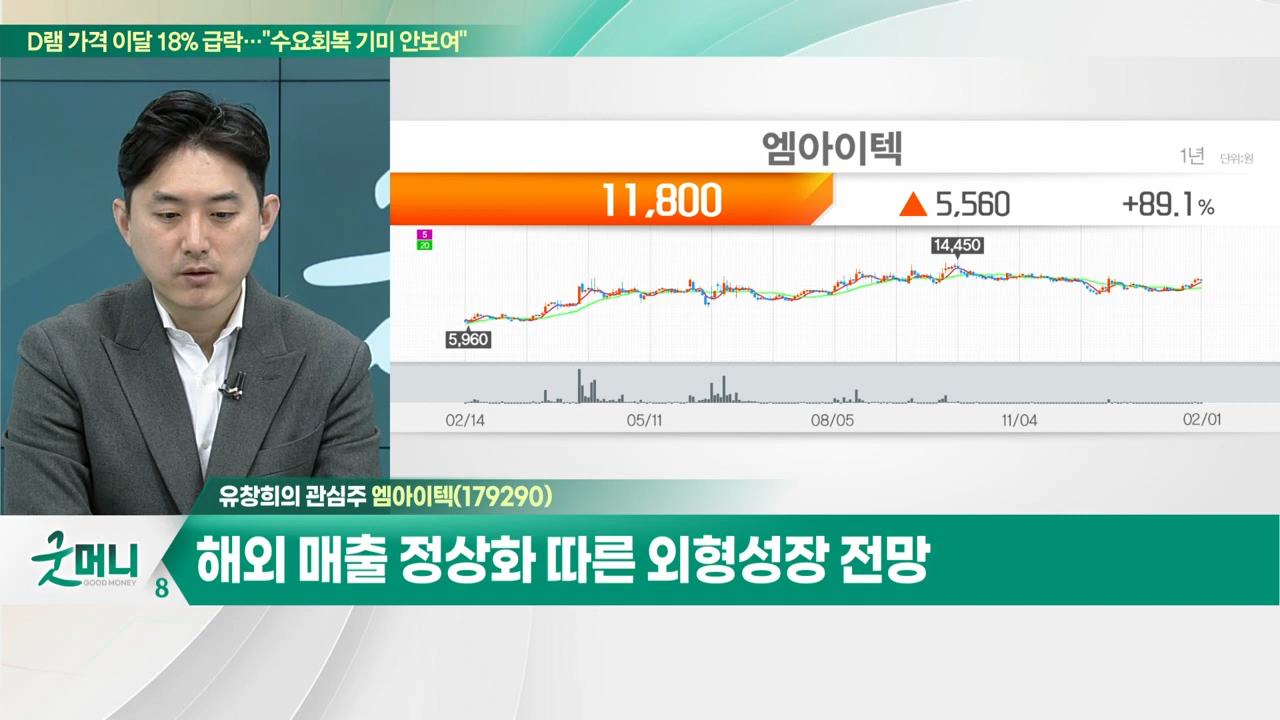 D램 가격 이달 18% 급락…"수요회복 기미 안보여"
엠아이텍
1년 단위:원
11,800 ▲ 5,560 +89.1%
5
20
14,450
5,960
02/14 05/11 08/05 11/04 02/01
유창희의 관심주 엠아이텍(179290)
해외 매출 정상화 따른 외형성장 전망
굿머니
GOOD MONEY
8